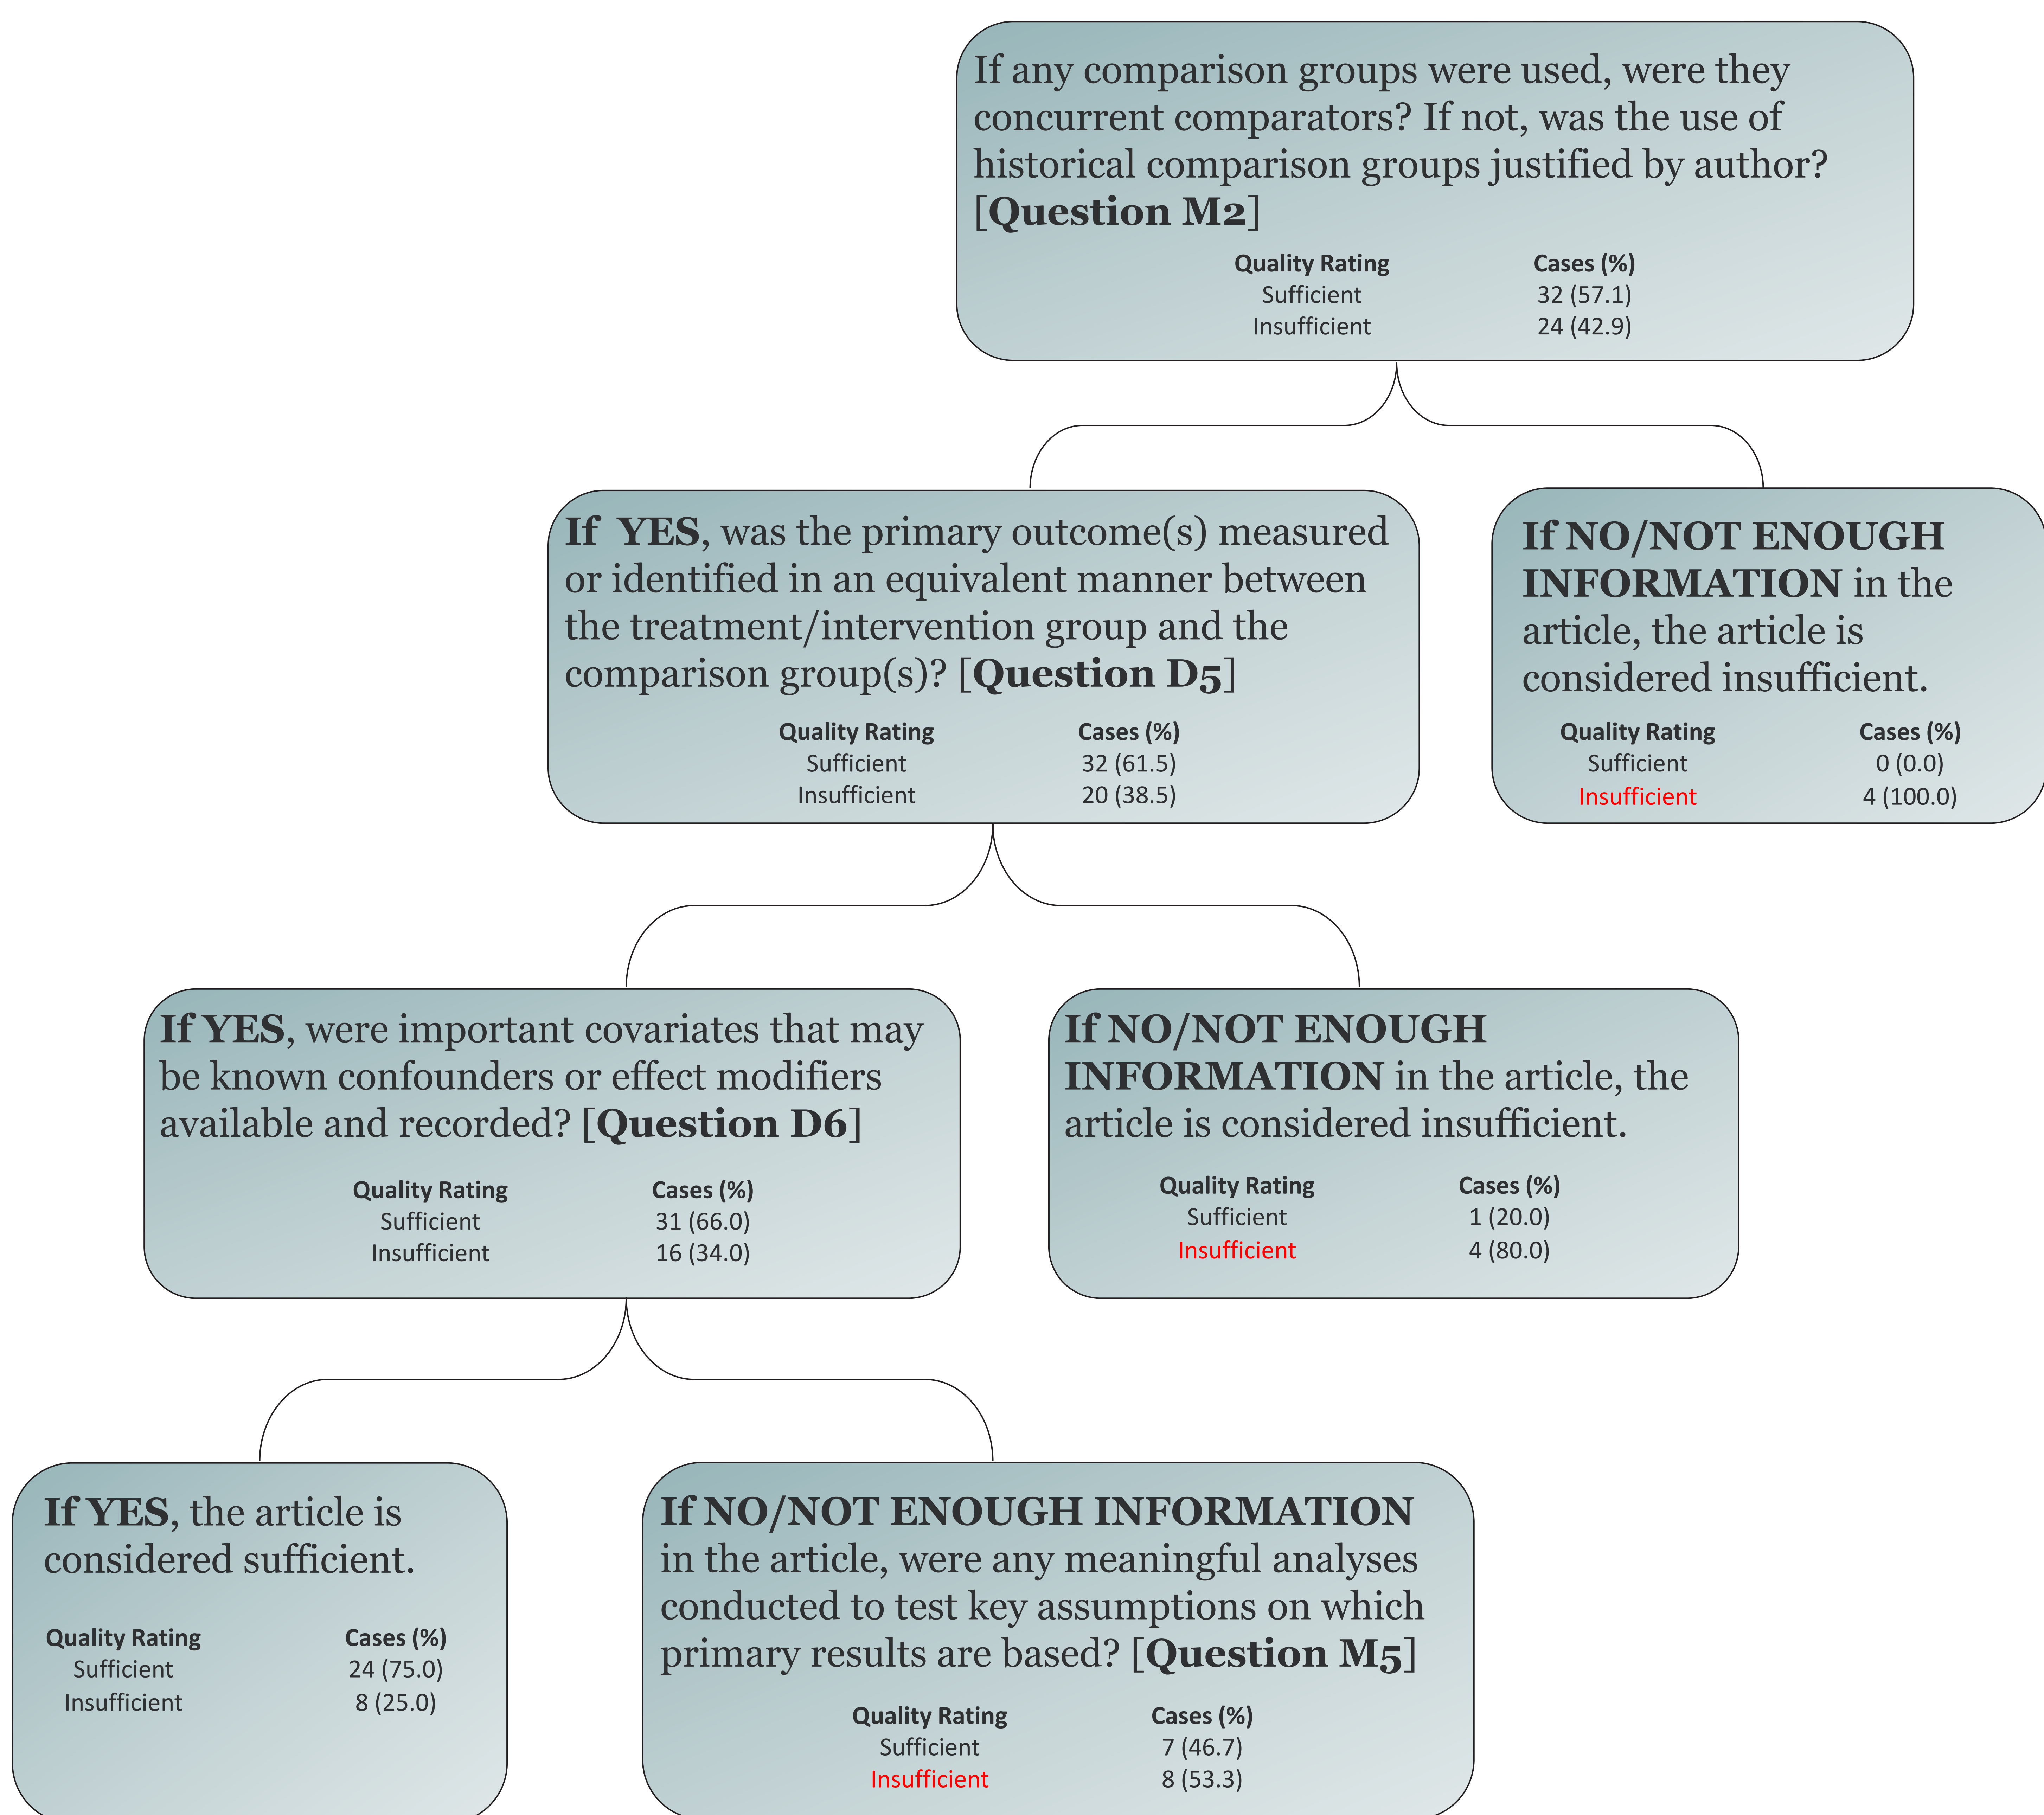 If any comparison groups were used, were they
concurrent comparators? If not, was the use of
historical comparison groups justified by author?
[Question M2]
Quality Rating Cases (%)
Sufficient 32 (57.1)
Insufficient 24 (42.9)
If YES, was the primary outcome(s) measured
or identified in an equivalent manner between
the treatment/intervention group and the
comparison group(s)? [Question D5]
Quality Rating Cases (%)
Sufficient 32 (61.5)
Insufficient 20 (38.5)
If NO/NOT ENOUGH
INFORMATION in the
article, the article is
considered insufficient.
Quality Rating Cases (%)
Sufficient 0 (0.0)
Insufficient 4 (100.0)
If YES, were important covariates that may
be known confounders or effect modifiers
available and recorded? [Question D6]
Quality Rating Cases (%)
Sufficient 31 (66.0)
Insufficient 16 (34.0)
If NO/NOT ENOUGH
INFORMATION in the article, the
article is considered insufficient.
Quality Rating Cases (%)
Sufficient 1 (20.0)
Insufficient 4 (80.0)
If YES, the article is
considered sufficient.
Quality Rating Cases (%)
Sufficient 24 (75.0)
Insufficient 8 (25.0)
If NO/NOT ENOUGH INFORMATION
in the article, were any meaningful analyses
conducted to test key assumptions on which
primary results are based? [Question M5]
Quality Rating Cases (%)
Sufficient 7 (46.7)
Insufficient 8 (53.3)